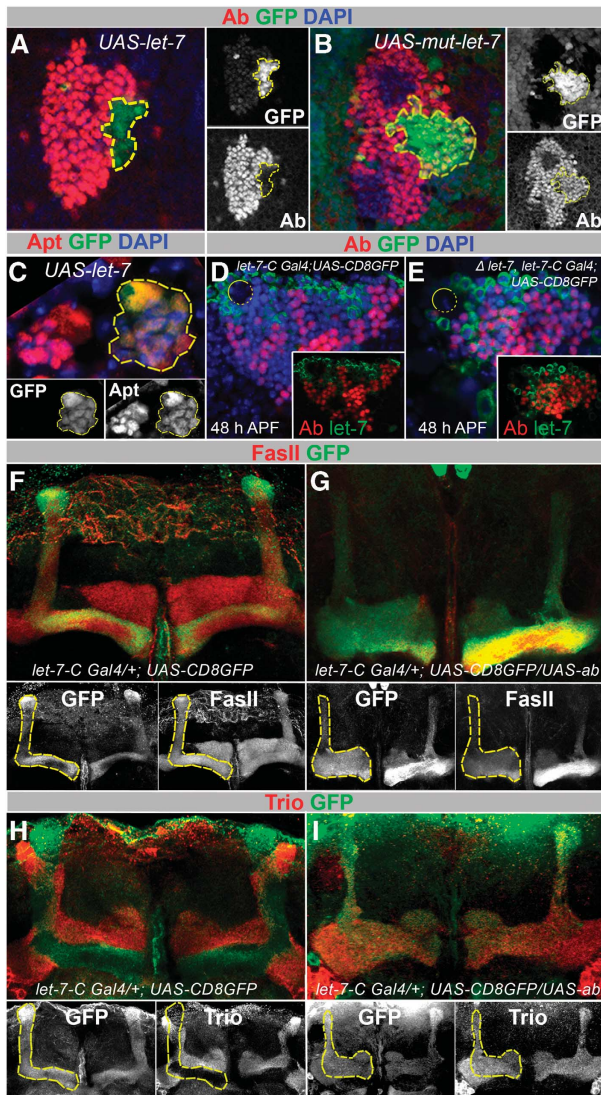 Ab GFP DAPI
A
UAS-let-7
GFP
Ab
B
UAS-mut-let-7
GFP
Ab
Apt GFP DAPI
C
UAS-let-7
GFP
Apt
Ab GFP DAPI
D
let-7-C Gal4;UAS-CD8GFP
48 h APF
Ab let-7
E
Δ let-7, let-7-C Gal4;
UAS-CD8GFP
48 h APF
Ab let-7
FasII GFP
F
let-7-C Gal4/+; UAS-CD8GFP
GFP
FasII
G
let-7-C Gal4/+; UAS-CD8GFP/UAS-ab
GFP
FasII
Trio GFP
H
let-7-C Gal4/+; UAS-CD8GFP
GFP
Trio
I
let-7-C Gal4/+; UAS-CD8GFP/UAS-ab
GFP
Trio